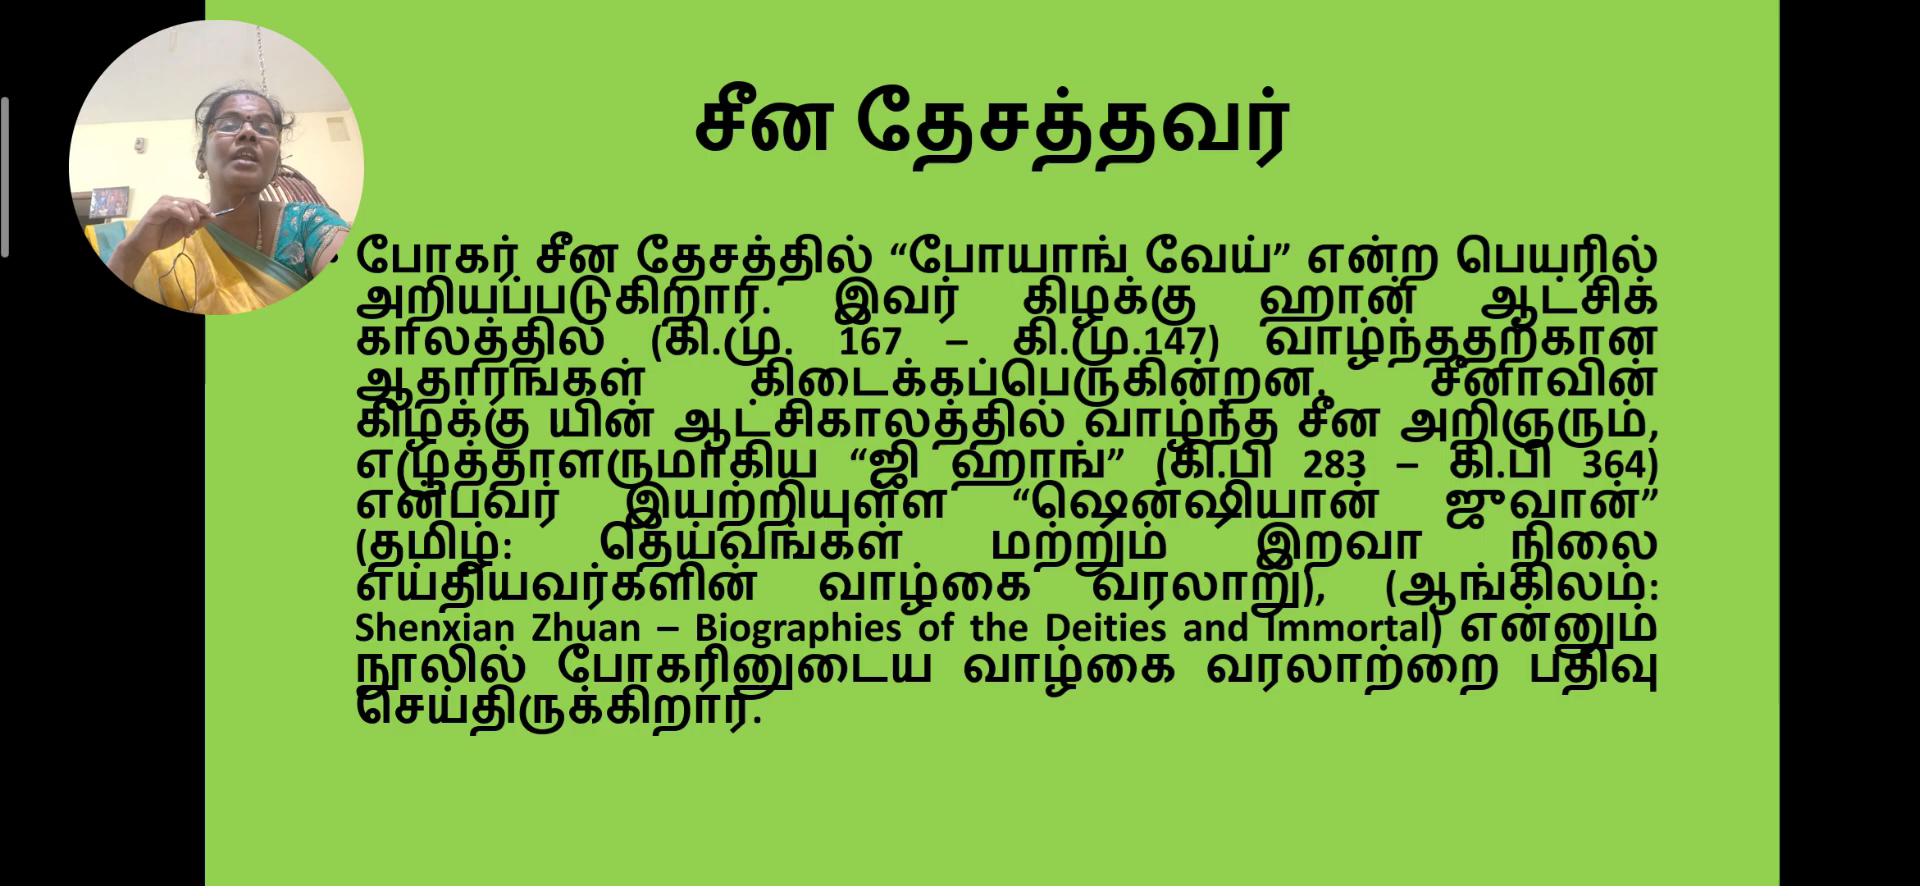 சீன தேசத்தவர்
• போகர் சீன தேசத்தில் “போயாங் வேய்” என்ற பெயரில்
அறியப்படுகிறார். இவர் கிழக்கு ஹான் ஆட்சிக்
காலத்தில் (கி.மு. 167 – கி.மு.147) வாழ்ந்ததற்கான
ஆதாரங்கள் கிடைக்கப்பெருகின்றன. சீனாவின்
கிழக்கு யின் ஆட்சிகாலத்தில் வாழ்ந்த சீன அறிஞரும்,
எழுத்தாளருமாகிய “ஜி ஹாங்” (கி.பி 283 – கி.பி 364)
என்பவர் இயற்றியுள்ள “ஷென்ஷியான் ஜுவான்”
(தமிழ்: தெய்வங்கள் மற்றும் இறவா நிலை
எய்தியவர்களின் வாழ்கை வரலாறு), (ஆங்கிலம்:
Shenxian Zhuan – Biographies of the Deities and Immortal) என்னும்
நூலில் போகரினுடைய வாழ்கை வரலாற்றை பதிவு
செய்திருக்கிறார்.